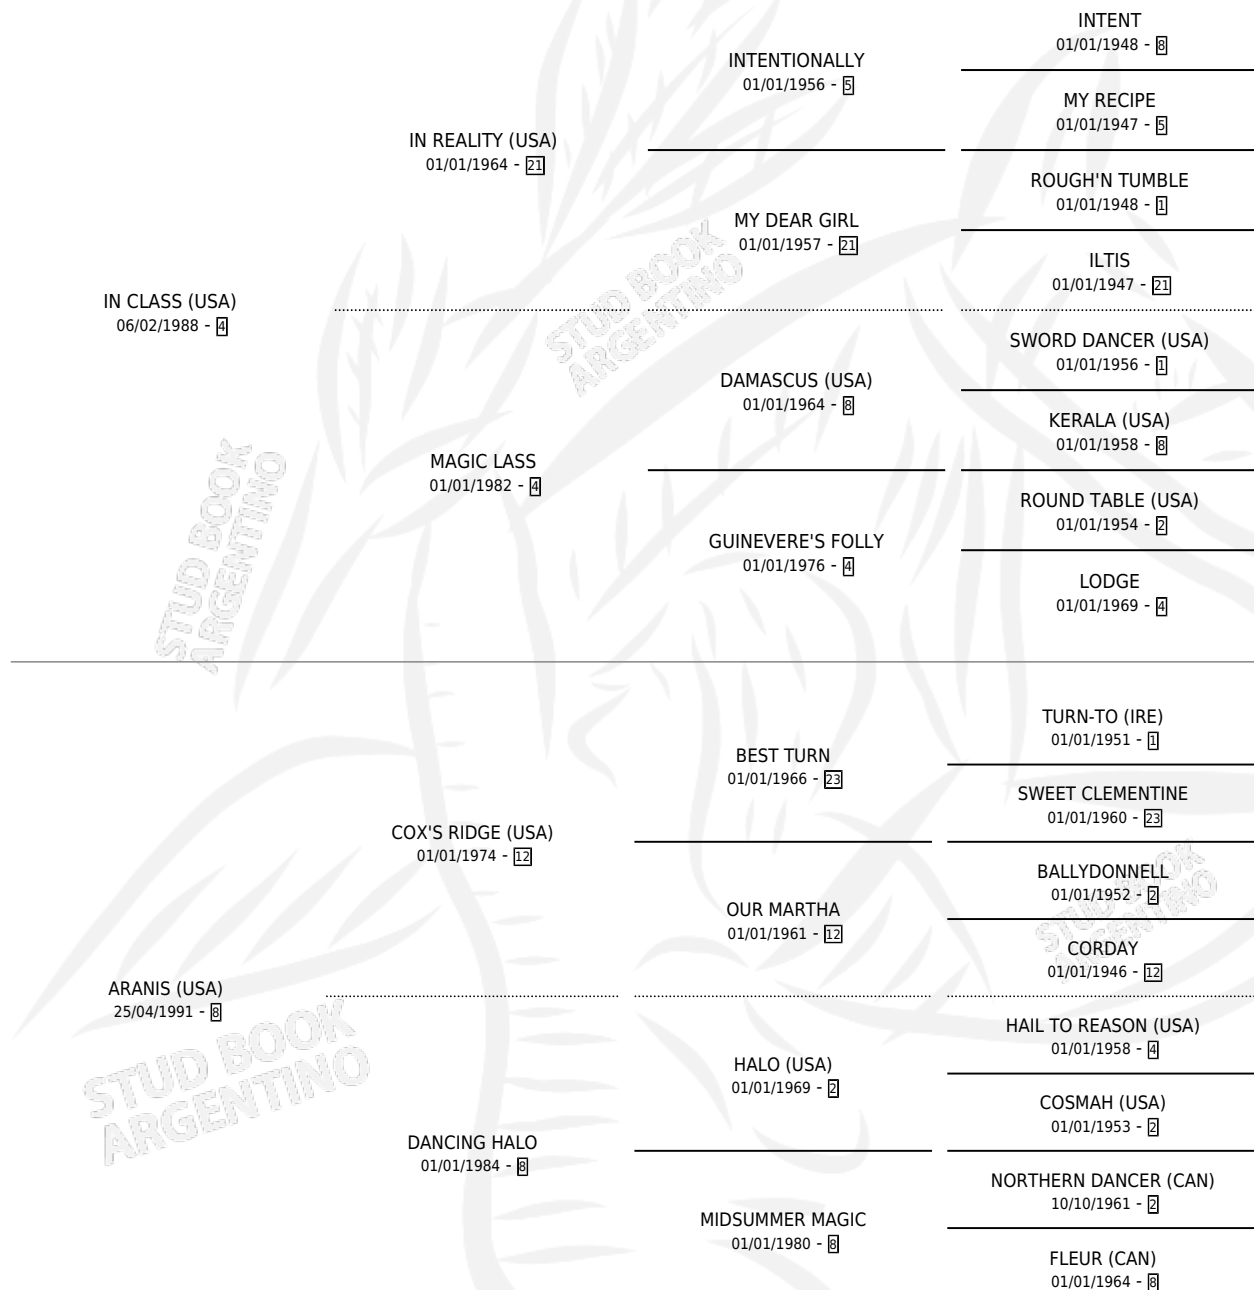 INTENT
01/01/1948 - 8
INTENTIONALLY
01/01/1956 - 5
MY RECIPE
01/01/1947 - 5
IN REALITY (USA)
01/01/1964 - 21
ROUGH'N TUMBLE
01/01/1948 - 1
MY DEAR GIRL
01/01/1957 - 21
ILTIS
01/01/1947 - 21
IN CLASS (USA)
06/02/1988 - 4
STUD BOOK
ARGENTINO
SWORD DANCER (USA)
01/01/1956 - 1
DAMASCUS (USA)
01/01/1964 - 8
KERALA (USA)
01/01/1958 - 8
MAGIC LASS
01/01/1982 - 4
ROUND TABLE (USA)
01/01/1954 - 2
GUINEVERE'S FOLLY
01/01/1976 - 4
LODGE
01/01/1969 - 4
STUD BOOK
ARGENTINO
TURN-TO (IRE)
01/01/1951 - 1
BEST TURN
01/01/1966 - 23
SWEET CLEMENTINE
01/01/1960 - 23
COX'S RIDGE (USA)
01/01/1974 - 12
BALLYDONNELL
01/01/1952 - 2
OUR MARTHA
01/01/1961 - 12
STUD BOOK
ARGENTINO
CORDAY
01/01/1946 - 12
ARANIS (USA)
25/04/1991 - 8
HAIL TO REASON (USA)
01/01/1958 - 4
HALO (USA)
01/01/1969 - 2
COSMAH (USA)
01/01/1953 - 2
STUD BOOK
ARGENTINO
DANCING HALO
01/01/1984 - 8
NORTHERN DANCER (CAN)
10/10/1961 - 2
MIDSUMMER MAGIC
01/01/1980 - 8
FLEUR (CAN)
01/01/1964 - 8